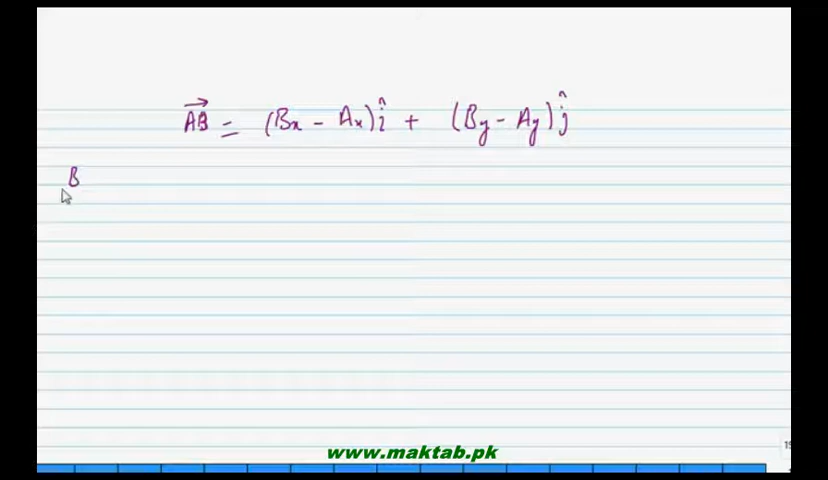 AB⃗ = (Bx - Ax) î + (By - Ay) ĵ
B
www.maktab.pk